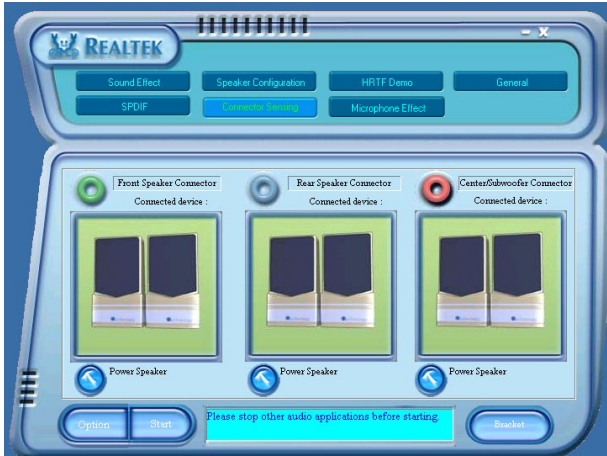 REALTEK
- X
Sound Effect
Speaker Configuration
HRTF Demo
General
SPDIF
Connector Sensing
Microphone Effect
Front Speaker Connector
Rear Speaker Connector
Center/Subwoofer Connector
Connected device :
Connected device :
Connected device :
Power Speaker
Power Speaker
Power Speaker
Option
Start
Please stop other audio applications before starting.
Bracket